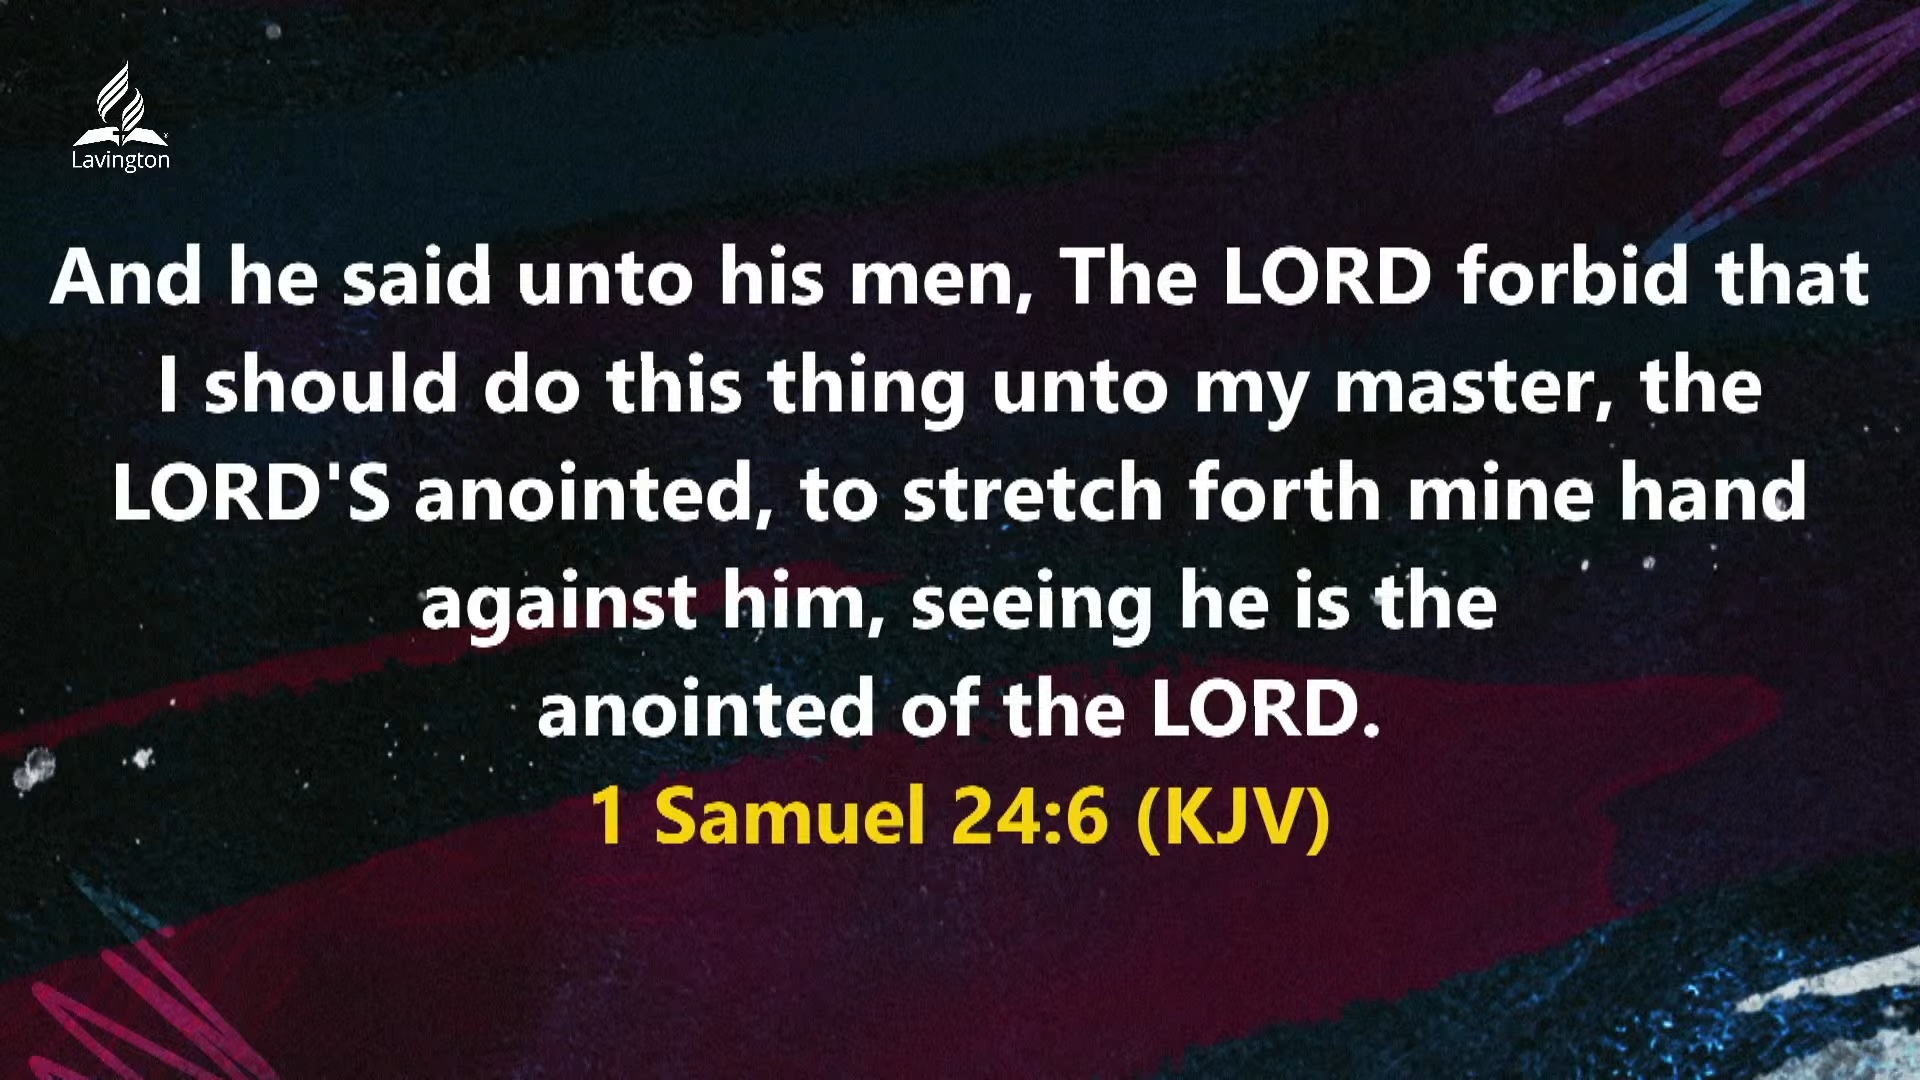 Lavington
And he said unto his men, The LORD forbid that
I should do this thing unto my master, the
LORD'S anointed, to stretch forth mine hand
against him, seeing he is the
anointed of the LORD.
1 Samuel 24:6 (KJV)